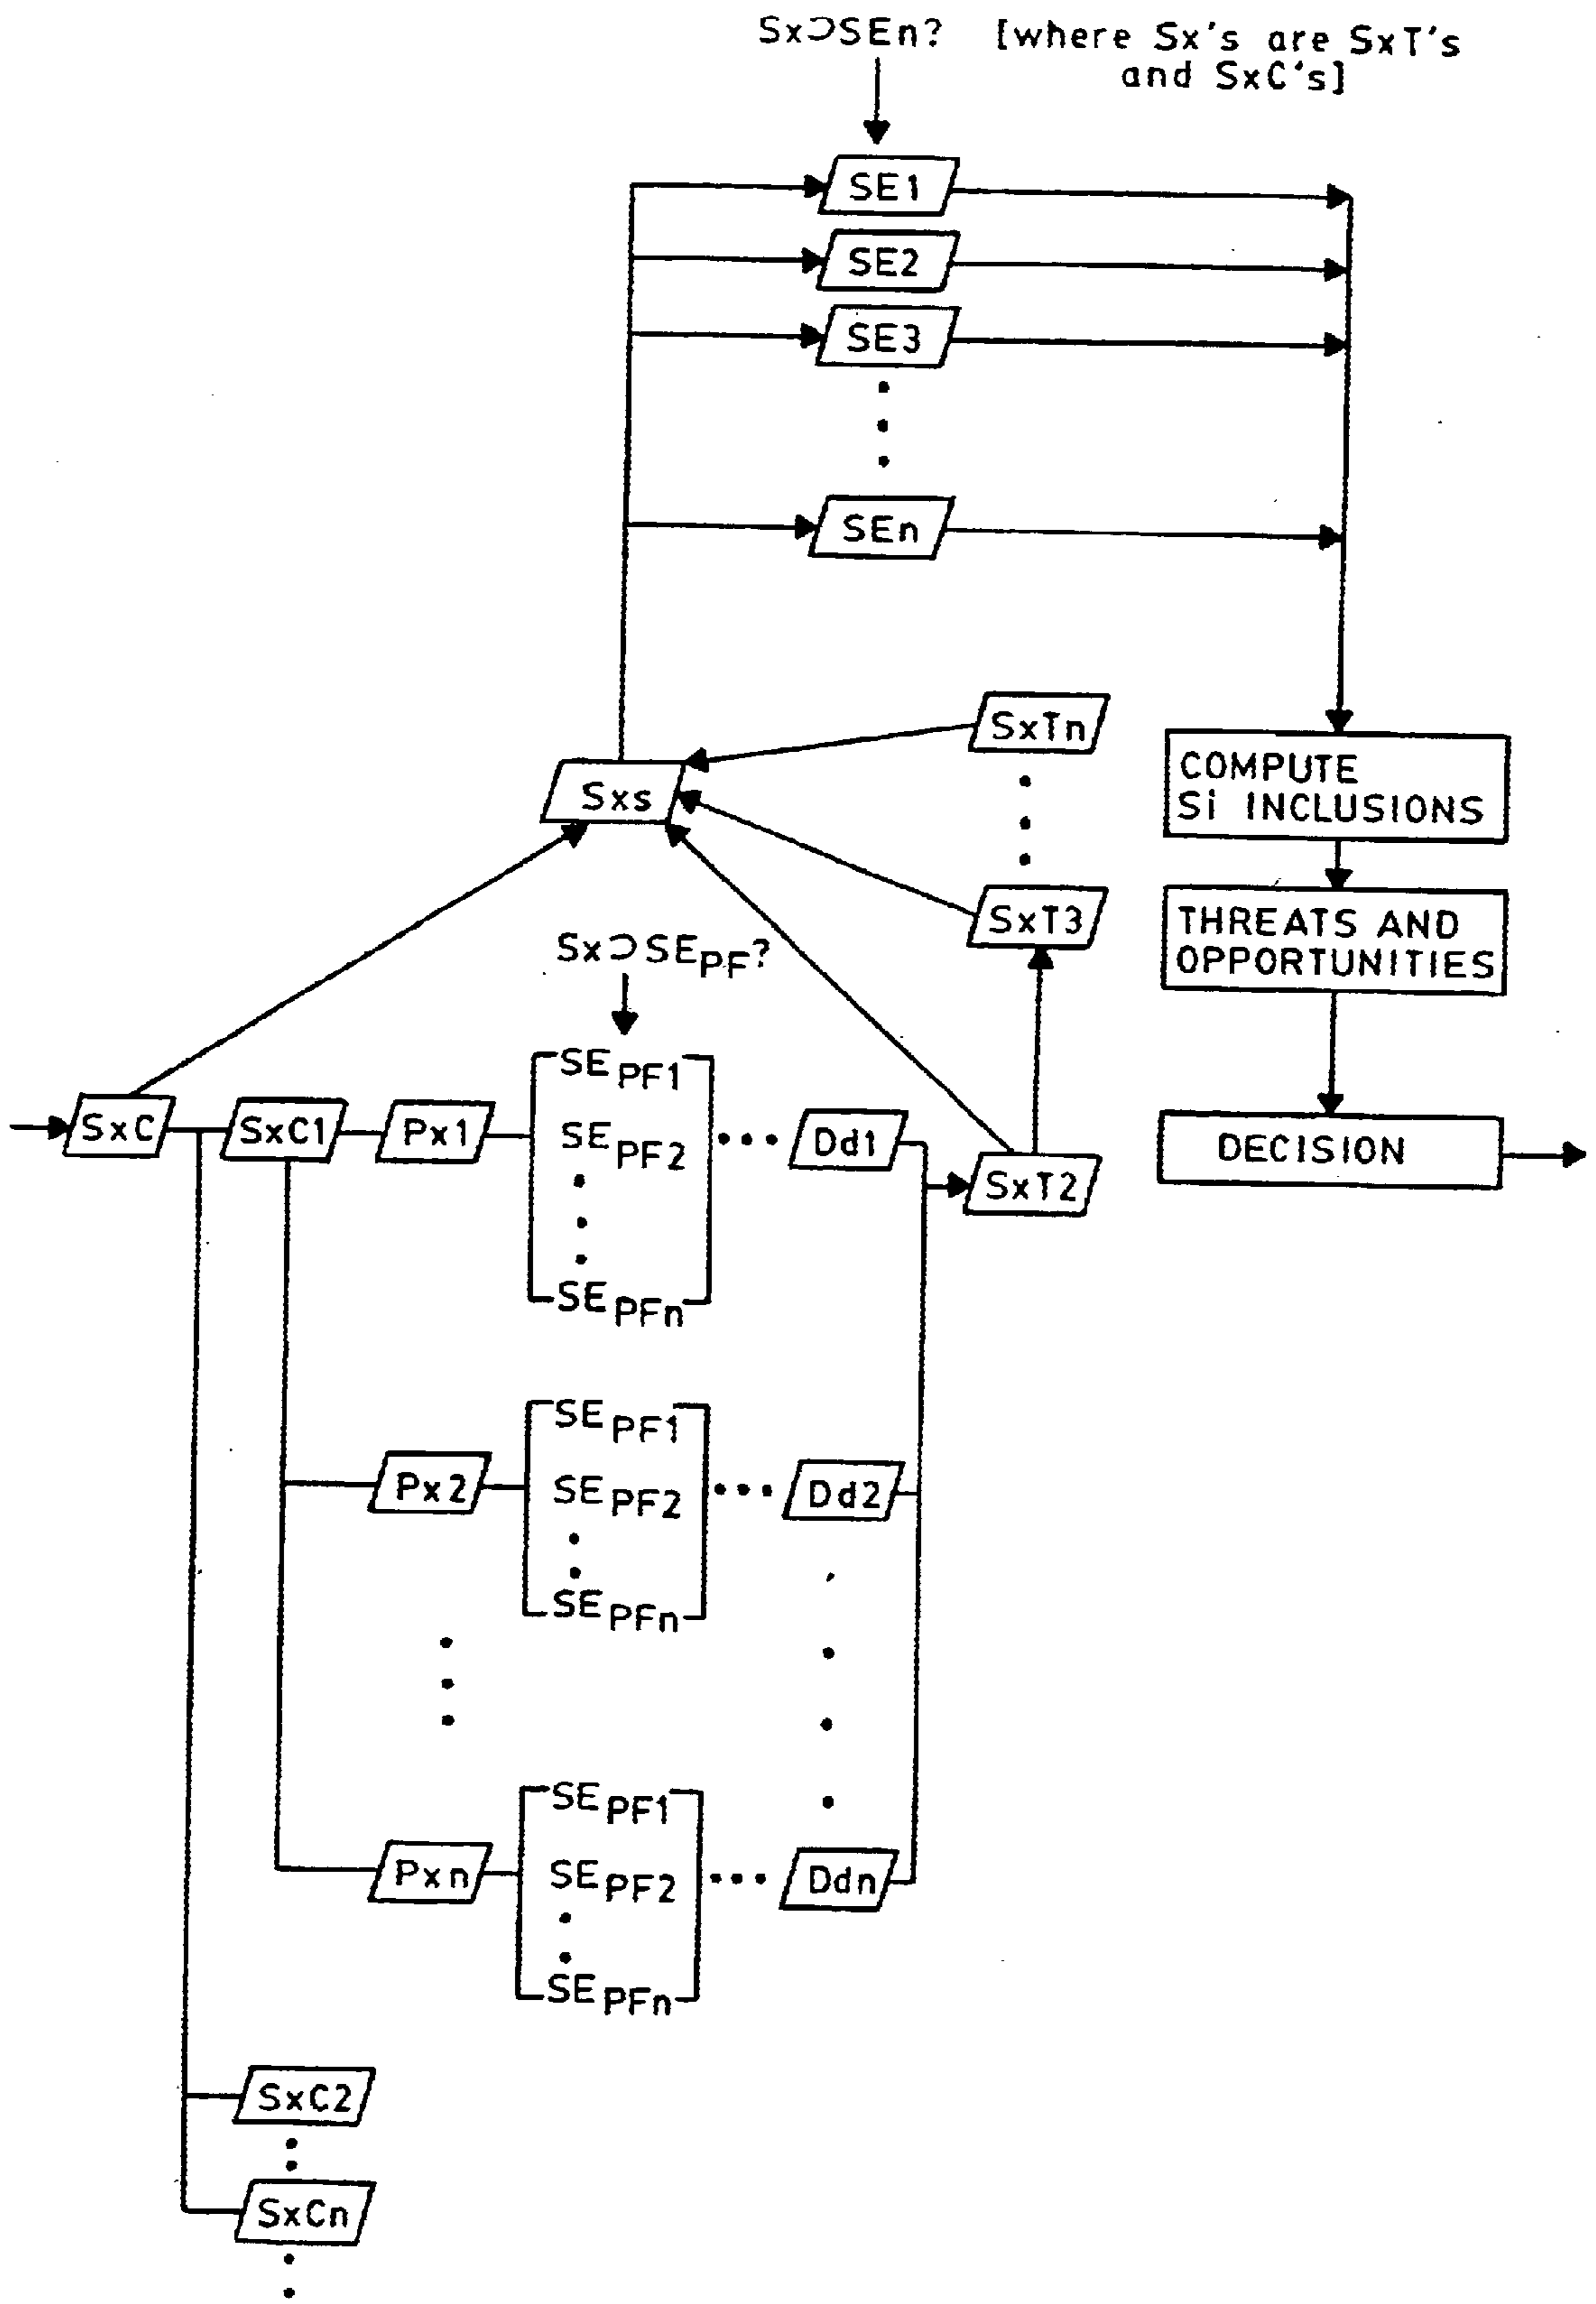 Sx⊃SEn? [where Sx's are SxT's
and SxC's]
SE1
SE2
SE3
SEn
SxTn
COMPUTE
Si INCLUSIONS
Sxs
SxT3
THREATS AND
OPPORTUNITIES
Sx⊃SEPF?
SEPF1
SxC SxC1 Px1 SEPF2 Dd1
SxT2
DECISION
SEPFn
SEPF1
Px2 SEPF2 Dd2
SEPFn
SEPF1
Pxn SEPF2 Ddn
SEPFn
SxC2
SxCn